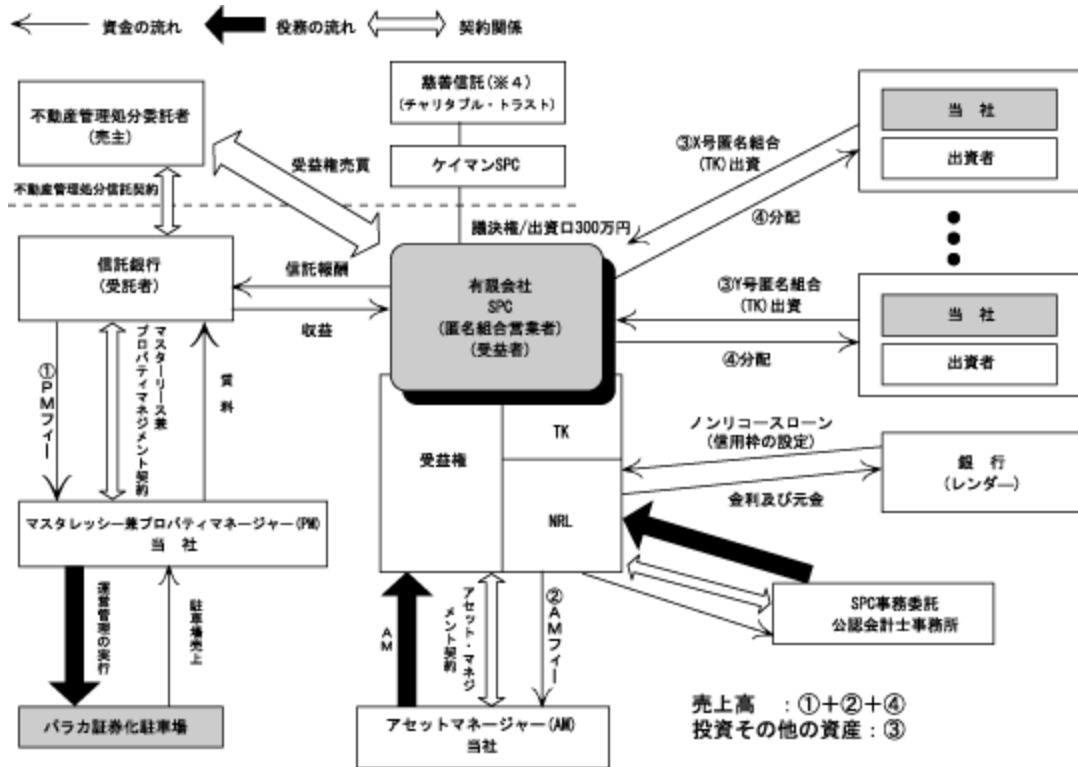 資金の流れ
役務の流れ
契約関係
慈善信託(※4)
(チャリタブル・トラスト)
ケイマンSPC
不動産管理処分委託者
(売主)
受益権売買
不動産管理処分信託契約
議決権/出資口300万円
当 社
出資者
③X号匿名組合
(TK)出資
④分配
信託銀行
(受託者)
信託報酬
収益
有限会社
SPC
(匿名組合営業者)
(受益者)
③Y号匿名組合
(TK)出資
④分配
当 社
出資者
①PMフィー
マスターリース兼
プロパティマネジメント契約
賃料
受益権
TK
NRL
ノンリコースローン
(信用枠の設定)
金利及び元金
銀 行
(レンダー)
マスタレッシー兼プロパティマネージャー(PM)
当 社
運営管理の実行
駐車場売上
AM
アセット・マネジ
メント契約
②AMフィー
SPC事務委託
公認会計士事務所
パラカ証券化駐車場
アセットマネージャー(AM)
当社
売上高 :①+②+④
投資その他の資産:③